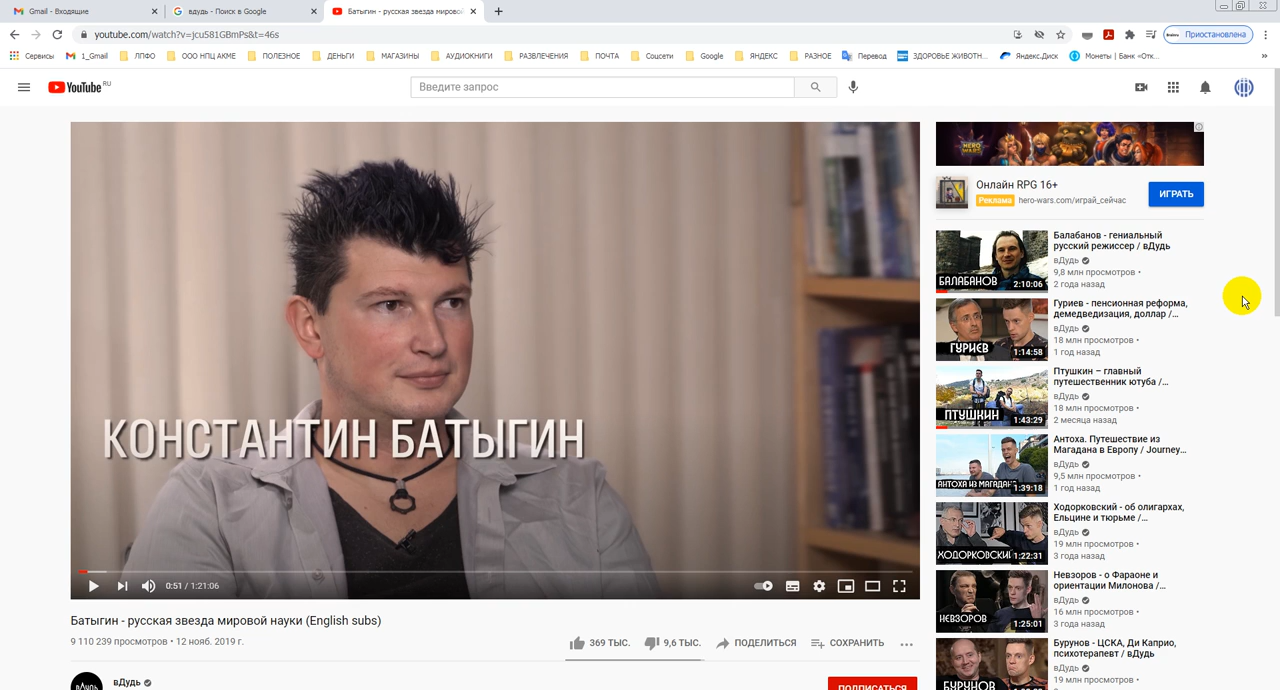 Gmail - Входящие
вдудь - Поиск в Google
Батыгин - русская звезда мировой
youtube.com/watch?v=jcu581GBmPs&t=46s
Приостановлена
Сервисы
1_Gmail
ЛПФО
ООО НПЦ АКМЕ
ПОЛЕЗНОЕ
ДЕНЬГИ
МАГАЗИНЫ
АУДИОКНИГИ
РАЗВЛЕЧЕНИЯ
ПОЧТА
Соцсети
Google
ЯНДЕКС
РАЗНОЕ
Перевод
ЗДОРОВЬЕ ЖИВОТН...
Яндекс.Диск
Монеты | Банк «Отк...
»
YouTube RU
Введите запрос
КОНСТАНТИН БАТЫГИН
0:51 / 1:21:06
Батыгин - русская звезда мировой науки (English subs)
9 110 239 просмотров • 12 нояб. 2019 г.
369 ТЫС.
9,6 ТЫС.
ПОДЕЛИТЬСЯ
СОХРАНИТЬ
вДудь
вДудь
ПОДПИСАТЬСЯ
HERO WARS
Онлайн RPG 16+
Реклама hero-wars.com/играй_сейчас
ИГРАТЬ
БАЛАБАНОВ
2:10:06
Балабанов - гениальный
русский режиссер / вДудь
вДудь
9,8 млн просмотров •
2 года назад
ГУРИЕВ
1:14:58
Гуриев - пенсионная реформа,
демедведизация, доллар /...
вДудь
18 млн просмотров •
1 год назад
ПТУШКИН
1:43:29
Птушкин – главный
путешественник ютуба /...
вДудь
18 млн просмотров •
2 месяца назад
АНТОХА ИЗ МАГАДАНА
1:39:18
Антоха. Путешествие из
Магадана в Европу / Journey...
вДудь
9,5 млн просмотров •
1 год назад
ХОДОРКОВСКИЙ
1:22:31
Ходорковский - об олигархах,
Ельцине и тюрьме /...
вДудь
19 млн просмотров •
3 года назад
НЕВЗОРОВ
1:25:01
Невзоров - о Фараоне и
ориентации Милонова /...
вДудь
16 млн просмотров •
3 года назад
БУРУНОВ
Бурунов - ЦСКА, Ди Каприо,
психотерапевт / вДудь
вДудь
19 млн просмотров •